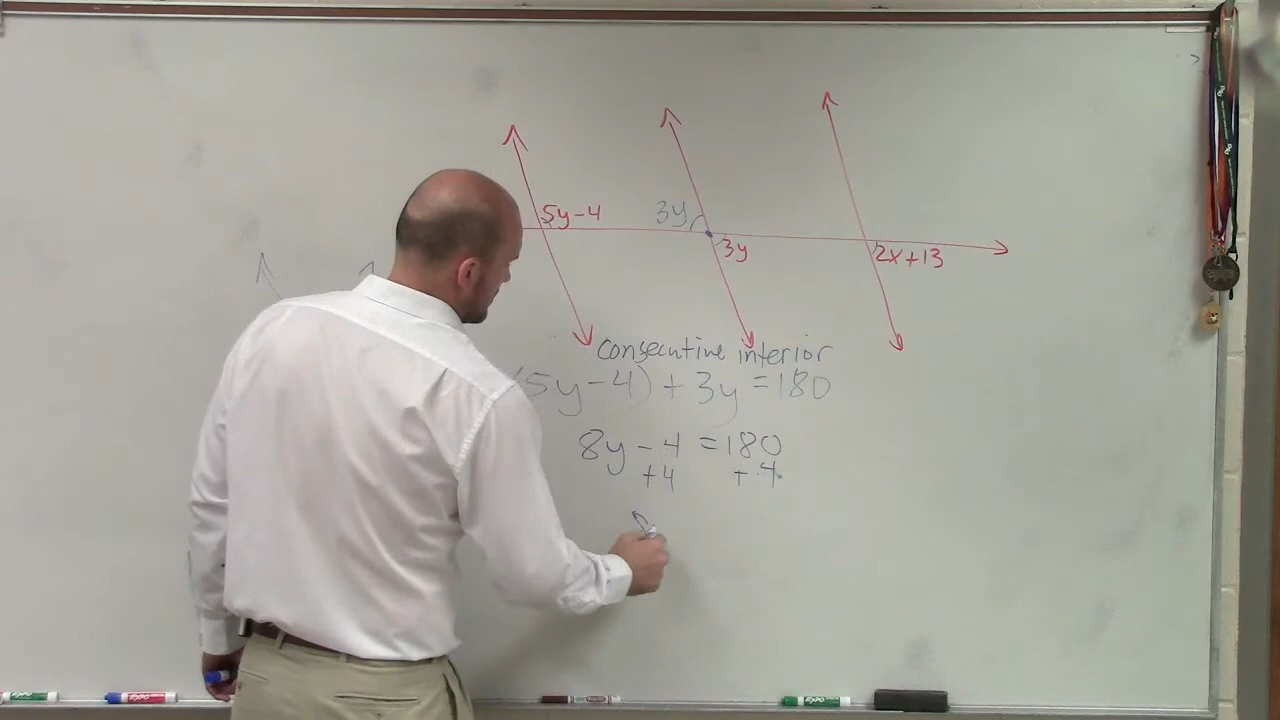 5y-4
3y
3y
2x+13
consecutive interior
(5y-4)+3y=180
8y-4=180
+4 +4